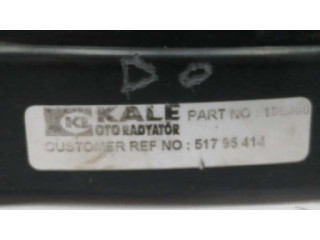 DO
KALE PART NO :
OTO RADYATÖR
CUSTOMER REF NO : 517 95 414